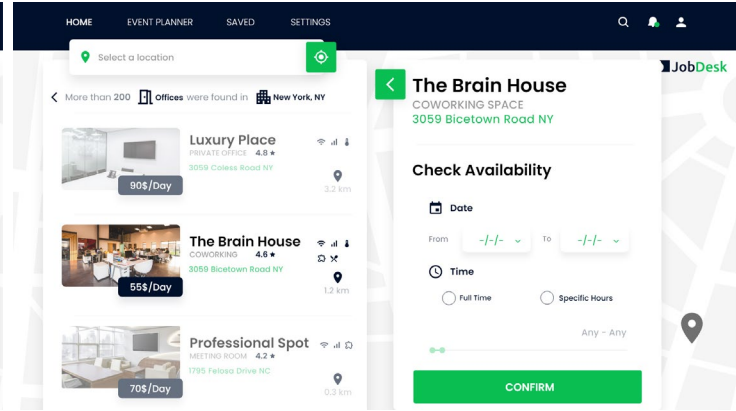 HOME EVENT PLANNER SAVED SETTINGS
Select a location
More than 200 Offices were found in New York, NY
Luxury Place
PRIVATE OFFICE 4.8 ★
3059 Coless Road NY
90$/Day
3.2 km
The Brain House
COWORKING 4.6 ★
3059 Bicetown Road NY
55$/Day
1.2 km
Professional Spot
MEETING ROOM 4.2 ★
1795 Felosa Drive NC
70$/Day
0.3 km
JobDesk
The Brain House
COWORKING SPACE
3059 Bicetown Road NY
Check Availability
Date
From -/-/- To -/-/-
Time
Full Time Specific Hours
Any - Any
CONFIRM